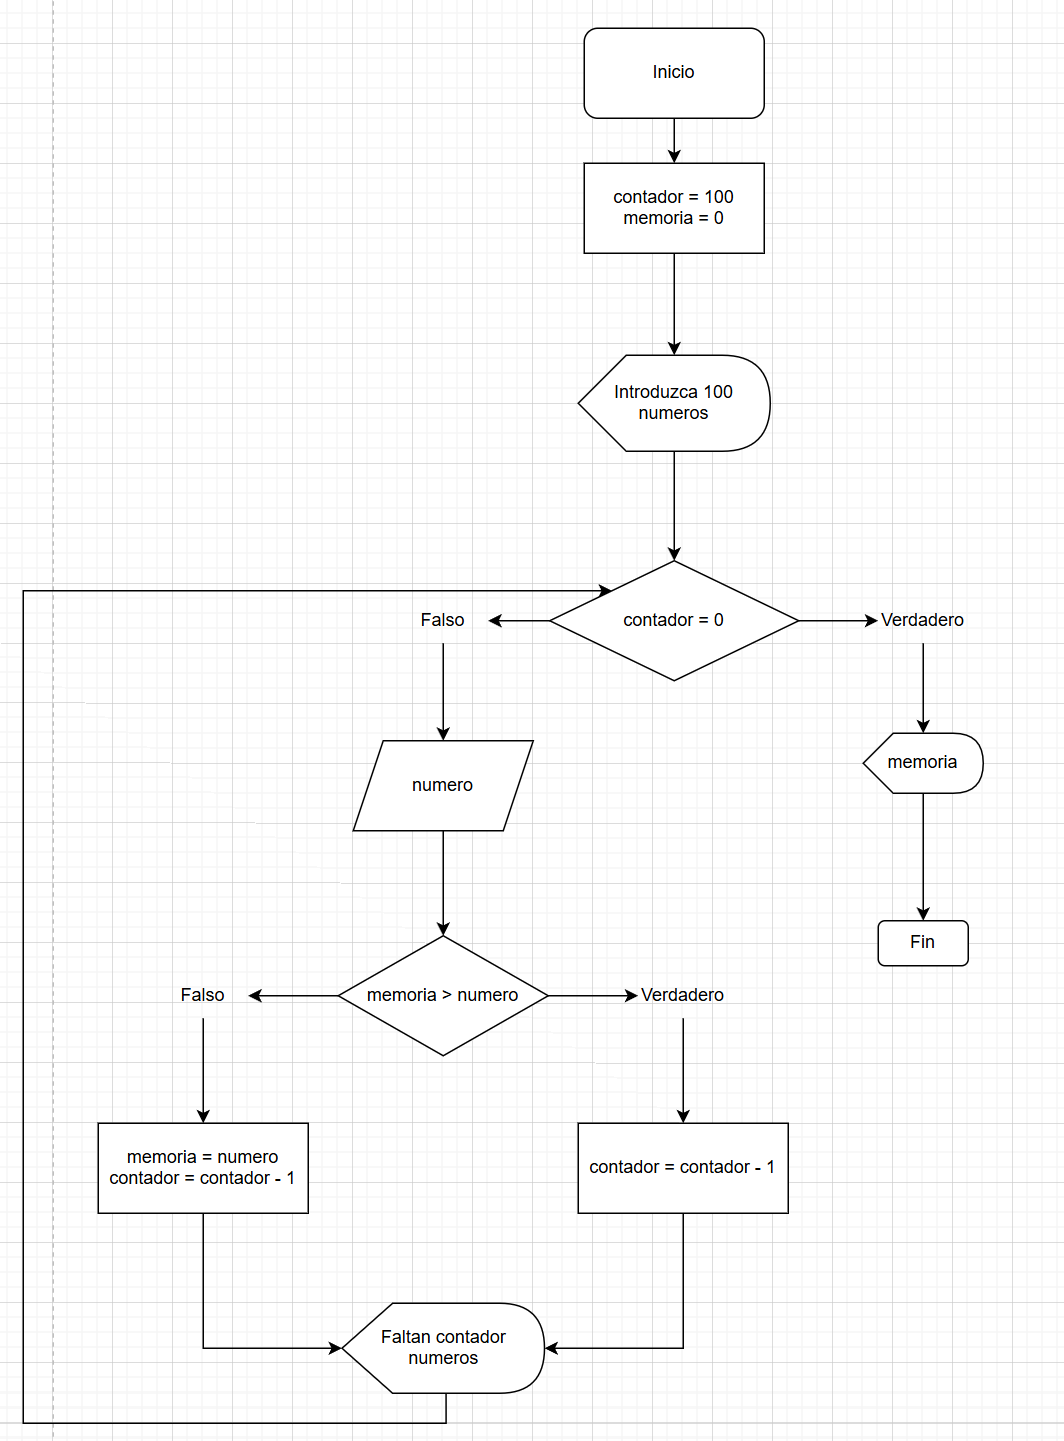 Inicio
contador = 100
memoria = 0
Introduzca 100
numeros
contador = 0
Falso
Verdadero
numero
memoria
memoria > numero
Falso
Verdadero
Fin
memoria = numero
contador = contador - 1
contador = contador - 1
Faltan contador
numeros